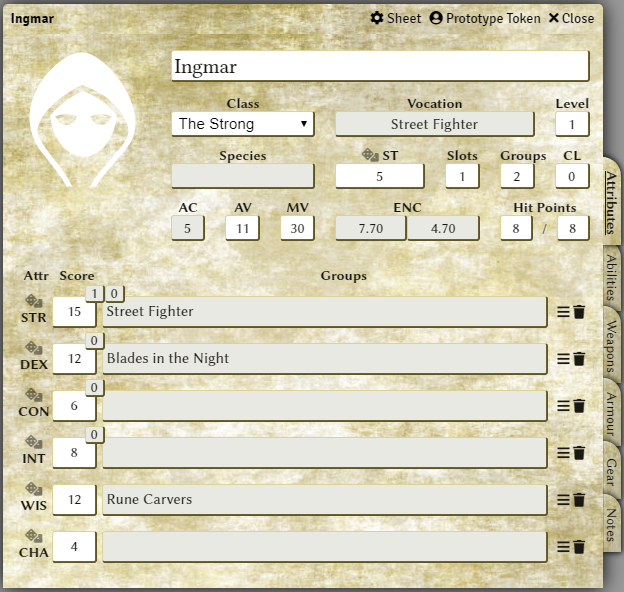 Ingmar Sheet Prototype Token Close
Ingmar
Class Vocation Level
The Strong Street Fighter 1
Species ST Slots Groups CL
5 1 2 0
AC AV MV ENC Hit Points
5 11 30 7.70 4.70 8 / 8
Attr Score Groups
1 0
STR 15 Street Fighter
0
DEX 12 Blades in the Night
0
CON 6
0
INT 8
WIS 12 Rune Carvers
CHA 4
Attributes
Abilities
Weapons
Armour
Gear
Notes